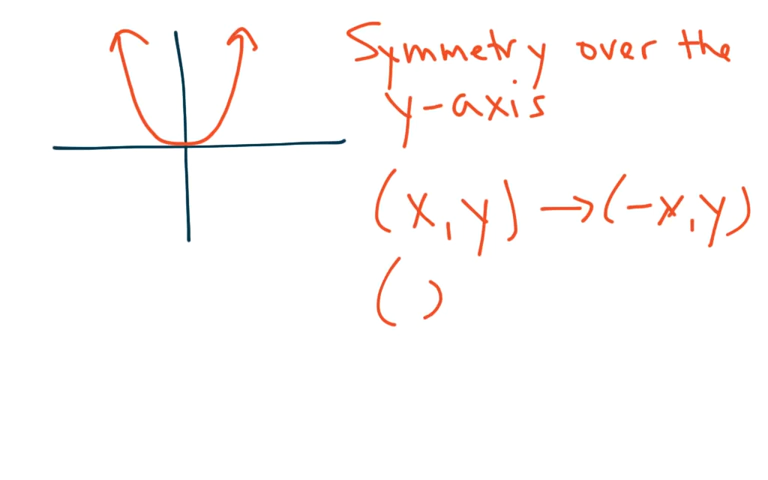 Symmetry over the
y-axis
(x,y) →(-x,y)
( )